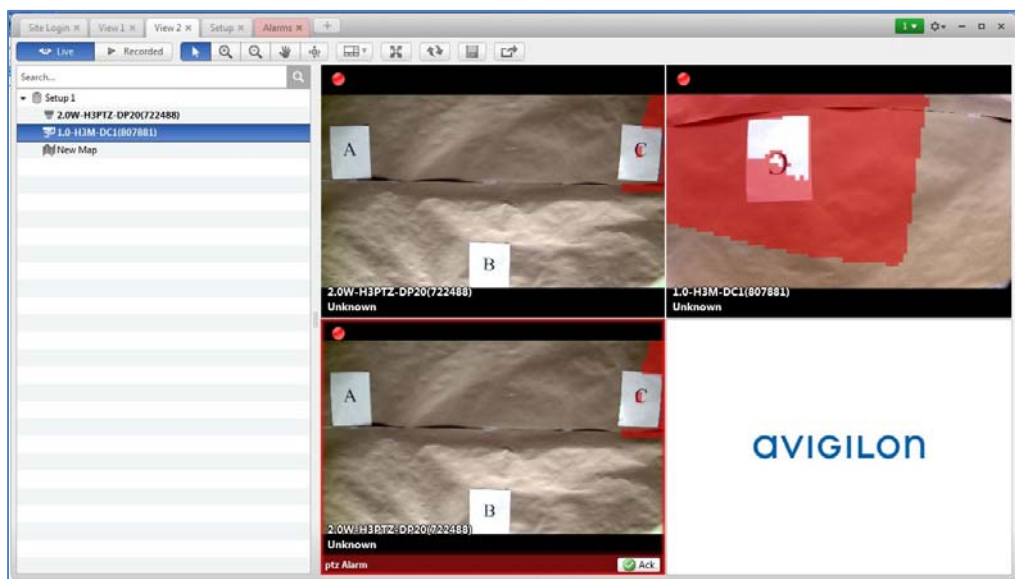 Site Login
View 1
View 2
Setup
Alarms
1
Live
Recorded
Search...
Setup 1
2.0W-H3PTZ-DP20(722488)
1.0-H3M-DC1(807881)
New Map
A
C
B
2.0W-H3PTZ-DP20(722488)
Unknown
C
1.0-H3M-DC1(807881)
Unknown
A
C
B
2.0W-H3PTZ-DP20(722488)
Unknown
ptz Alarm
Ack
aVIGILON